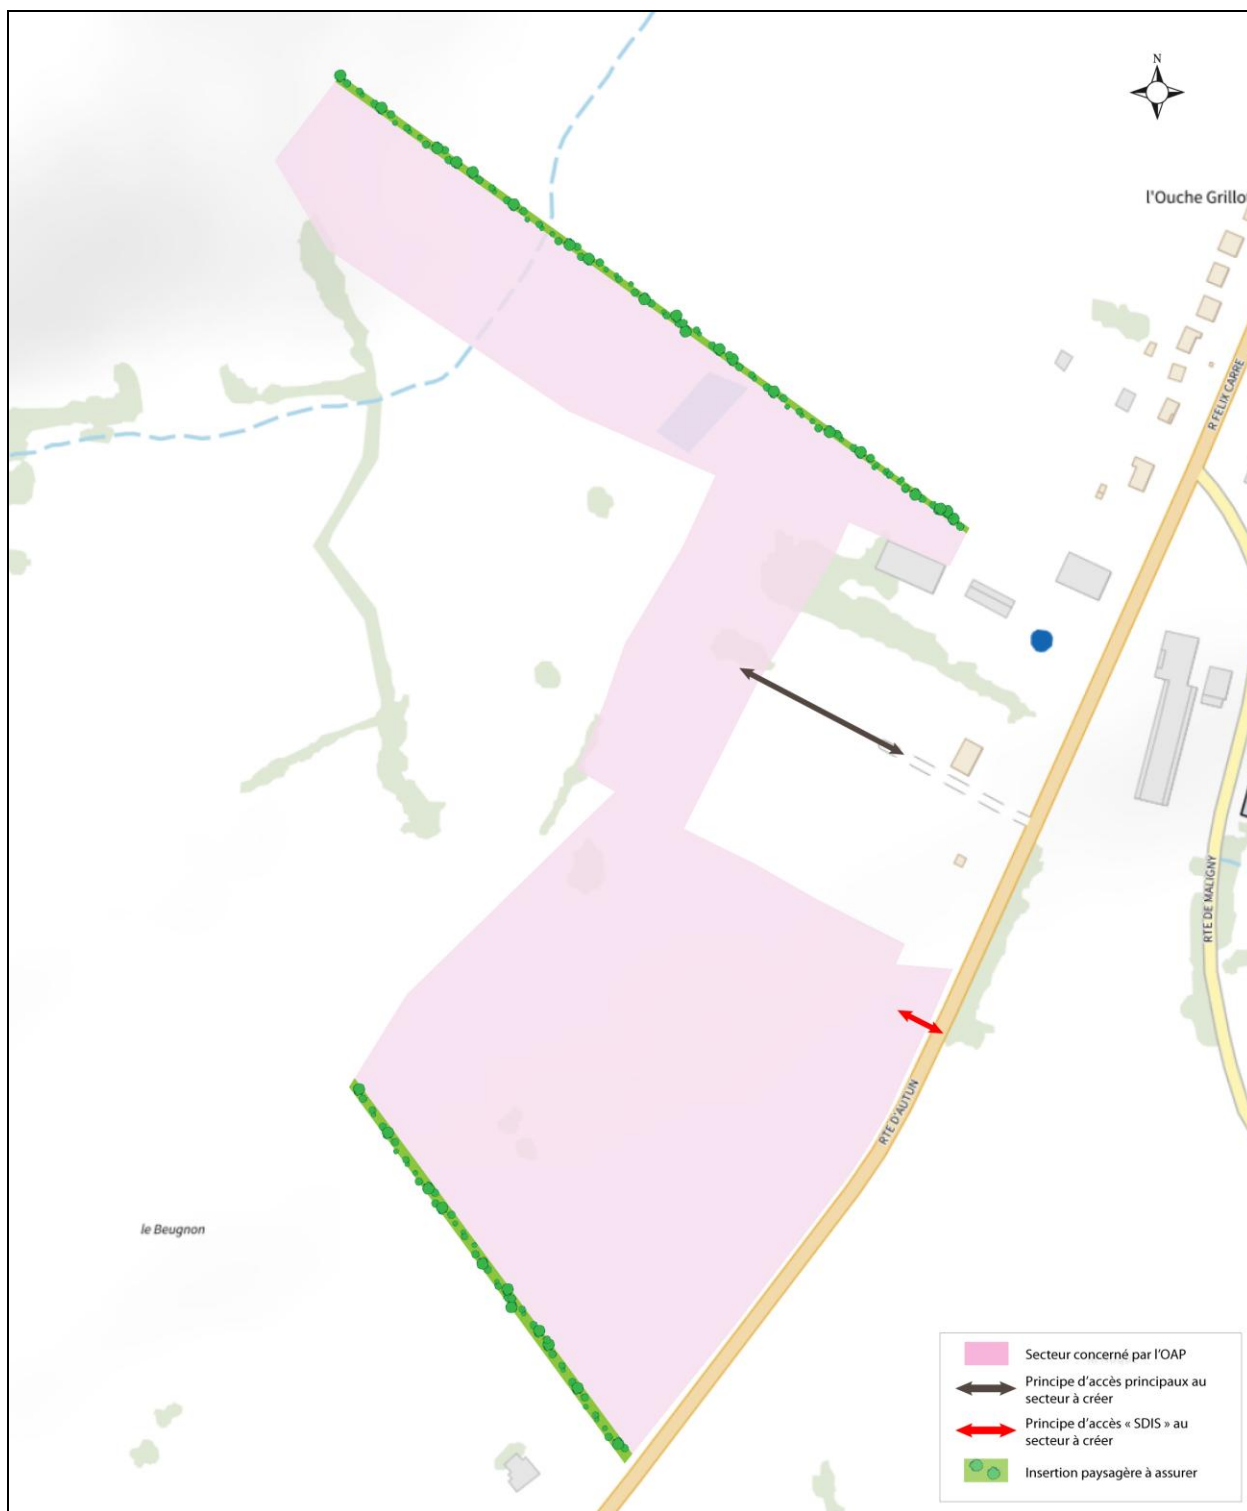 N
l'Ouche Grillot
R FELIX CARRE
RTE DE MALIGNY
RTE D'AUTUN
le Beugnon
Secteur concerné par l'OAP
Principe d'accès principaux au
secteur à créer
Principe d'accès « SDIS » au
secteur à créer
Insertion paysagère à assurer